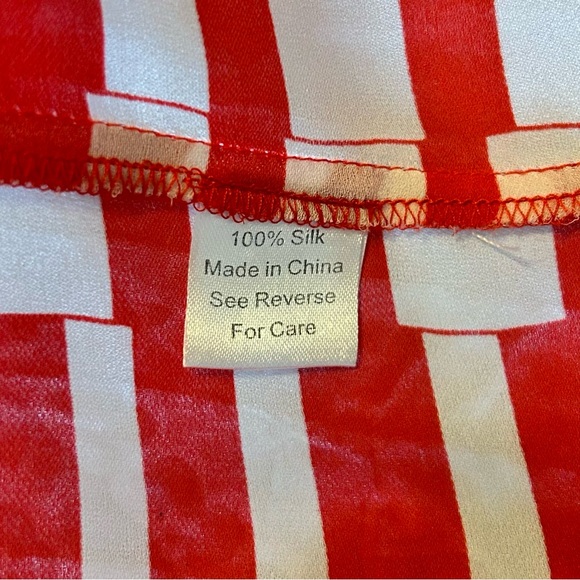 100% Silk
Made in China
See Reverse
For Care